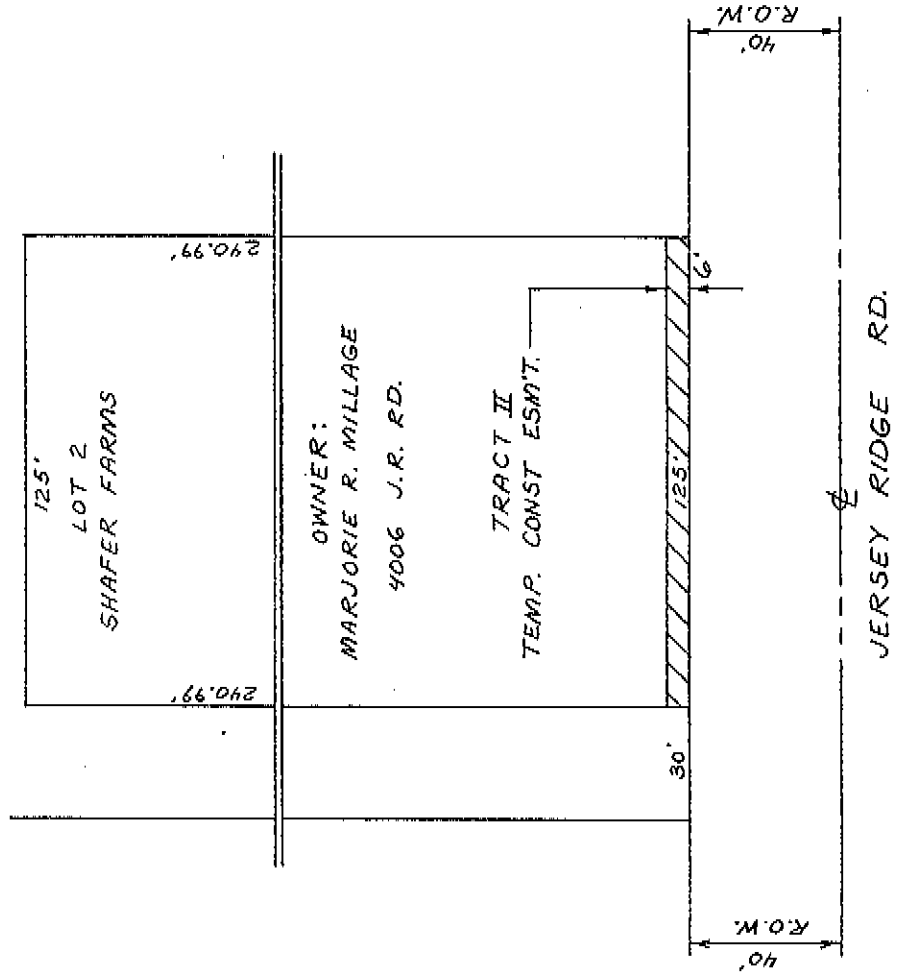 125'
LOT 2
SHAFER FARMS
240.99'
240.99'
OWNER:
MARJORIE R. MILLAGE
4006 J.R. RD.
TRACT II
TEMP. CONST ESM'T.
6'
125'
30'
40'
R.O.W.
40'
R.O.W.
℄
JERSEY RIDGE RD.